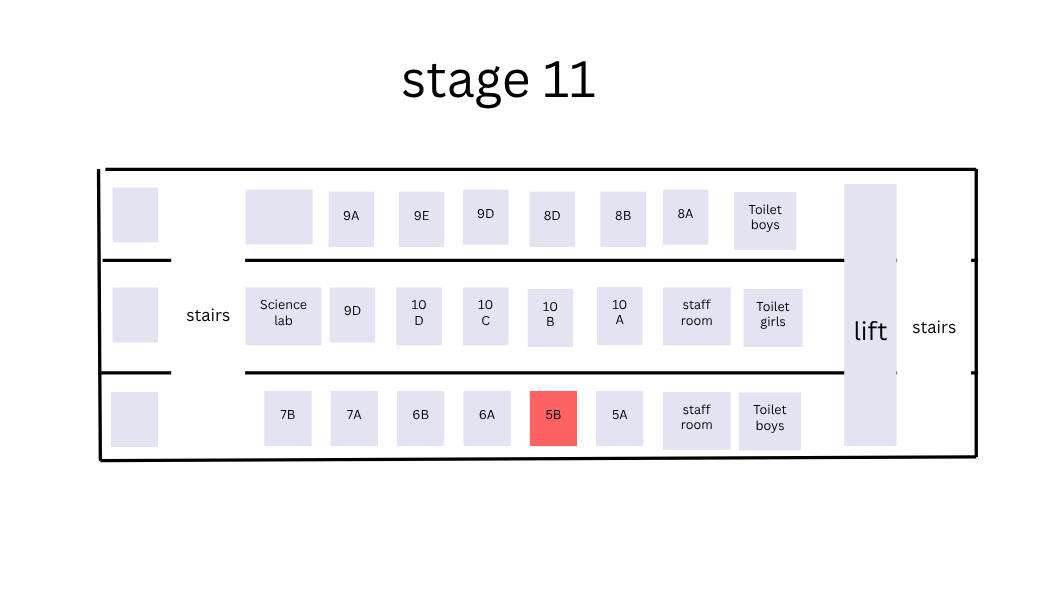 stage 11
9A
9E
9D
8D
8B
8A
Toilet
boys
stairs
Science
lab
9D
10
D
10
C
10
B
10
A
staff
room
Toilet
girls
lift
stairs
7B
7A
6B
6A
5B
5A
staff
room
Toilet
boys